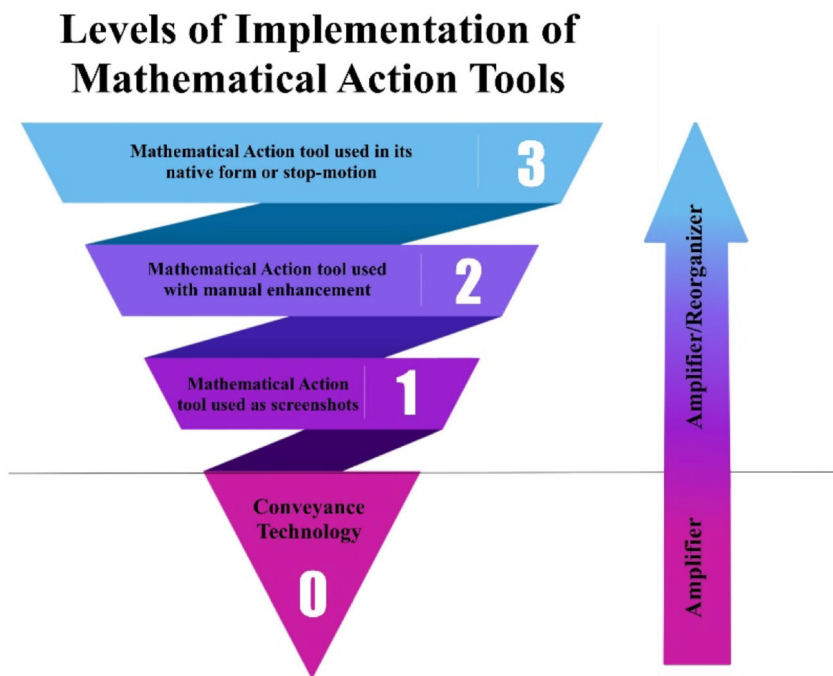 Levels of Implementation of
Mathematical Action Tools
Mathematical Action tool used in its
native form or stop-motion
3
Mathematical Action tool used
with manual enhancement
2
Mathematical Action
tool used as screenshots
1
Conveyance
Technology
0
Amplifier/Reorganizer
Amplifier